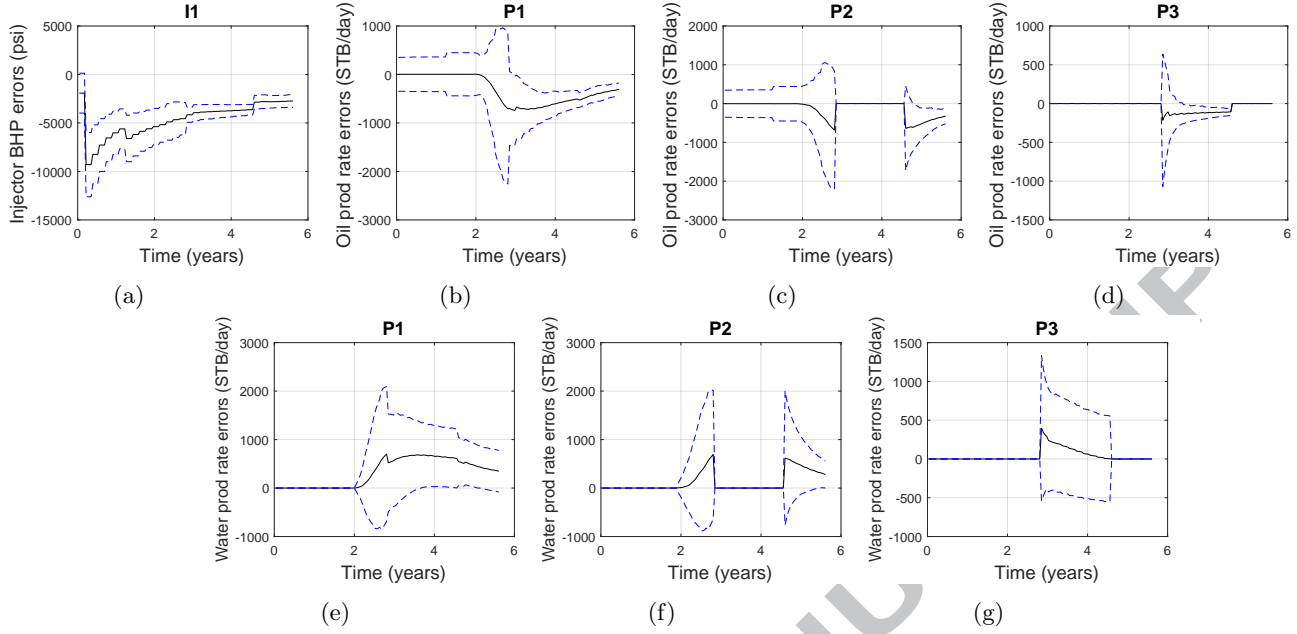 I1
Injector BHP errors (psi)
5000
0
-5000
-10000
-15000
0 2 4 6
Time (years)
(a)
P1
Oil prod rate errors (STB/day)
1000
0
-1000
-2000
-3000
0 2 4 6
Time (years)
(b)
P2
Oil prod rate errors (STB/day)
2000
1000
0
-1000
-2000
-3000
0 2 4 6
Time (years)
(c)
P3
Oil prod rate errors (STB/day)
1000
500
0
-500
-1000
-1500
0 2 4 6
Time (years)
(d)
P1
Water prod rate errors (STB/day)
3000
2000
1000
0
-1000
0 2 4 6
Time (years)
(e)
P2
Water prod rate errors (STB/day)
3000
2000
1000
0
-1000
0 2 4 6
Time (years)
(f)
P3
Water prod rate errors (STB/day)
1500
1000
500
0
-500
-1000
0 2 4 6
Time (years)
(g)